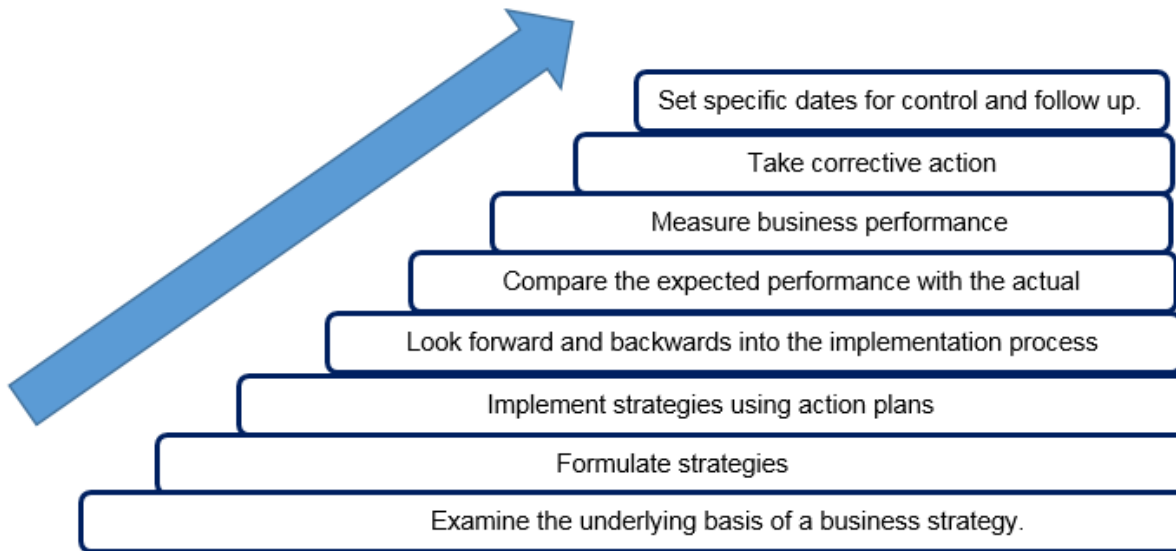 Set specific dates for control and follow up.
Take corrective action
Measure business performance
Compare the expected performance with the actual
Look forward and backwards into the implementation process
Implement strategies using action plans
Formulate strategies
Examine the underlying basis of a business strategy.